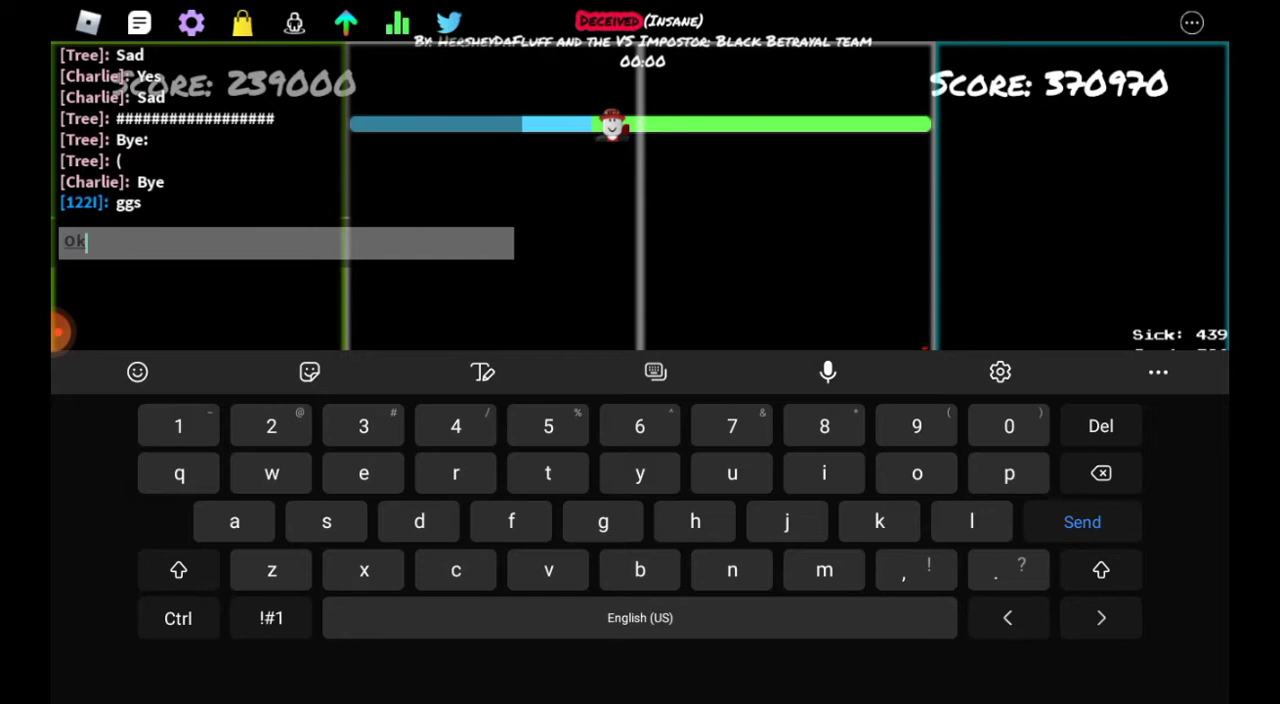 Deceived (Insane)
By: HersheyDaFluff and the VS Impostor: Black Betrayal team
00:00
Score: 239000
Score: 370970
[Tree]: Sad
[Charlie]: Yes
[Charlie]: Sad
[Tree]: ##################
[Tree]: Bye:
[Tree]: (
[Charlie]: Bye
[122I]: ggs
Ok
Sick: 439
1 - 2 @ 3 # 4 / 5 % 6 ^ 7 & 8 * 9 ( 0 ) Del
q w e r t y u i o p
a s d f g h j k l Send
z x c v b n m , ! . ?
Ctrl !#1 English (US) < >